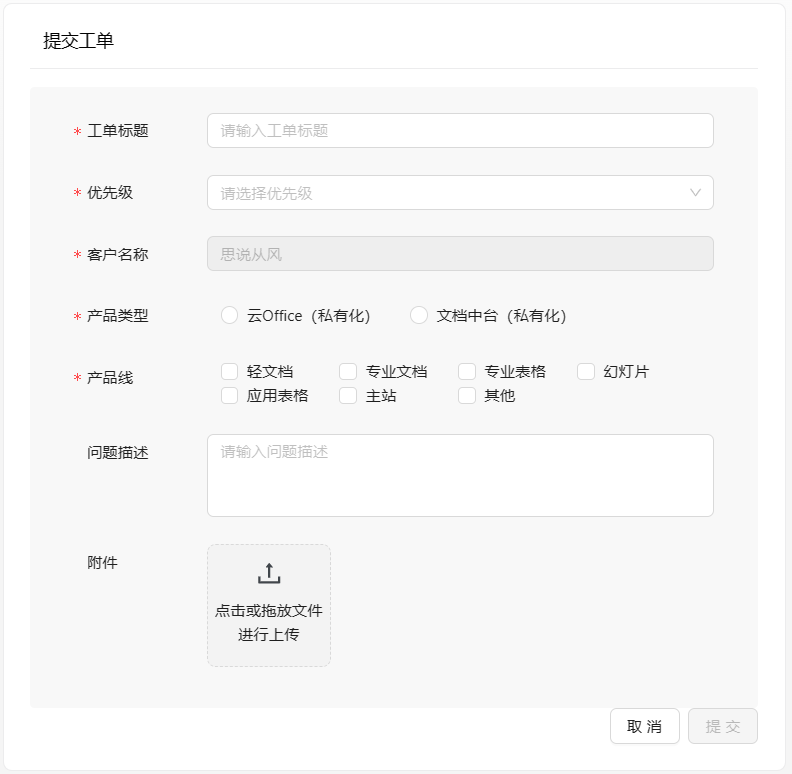 提交工单
* 工单标题 请输入工单标题
* 优先级 请选择优先级
* 客户名称 思说从风
* 产品类型 云Office（私有化） 文档中台（私有化）
* 产品线 轻文档 专业文档 专业表格 幻灯片
应用表格 主站 其他
问题描述 请输入问题描述
附件
点击或拖放文件
进行上传
取 消 提 交